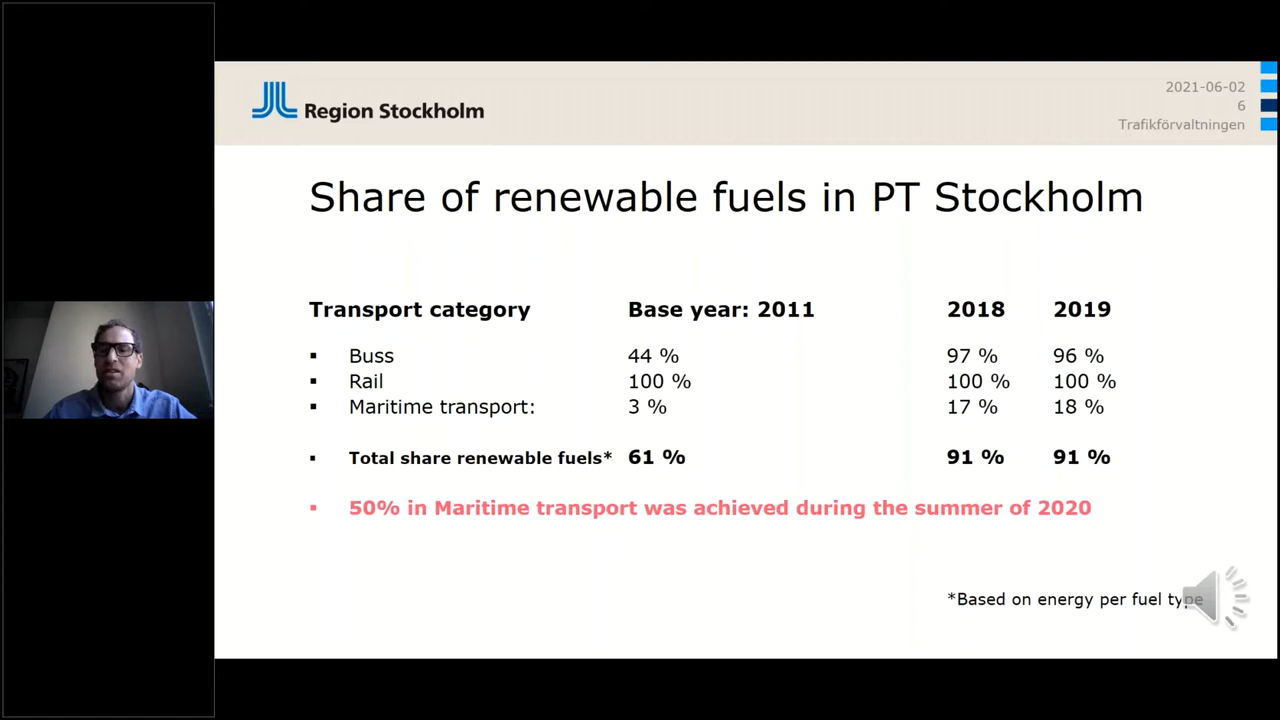 Region Stockholm
2021-06-02
6
Trafikförvaltningen
Share of renewable fuels in PT Stockholm
Transport category Base year: 2011 2018 2019
▪ Buss 44 % 97 % 96 %
▪ Rail 100 % 100 % 100 %
▪ Maritime transport: 3 % 17 % 18 %
▪ Total share renewable fuels* 61 % 91 % 91 %
▪ 50% in Maritime transport was achieved during the summer of 2020
*Based on energy per fuel type